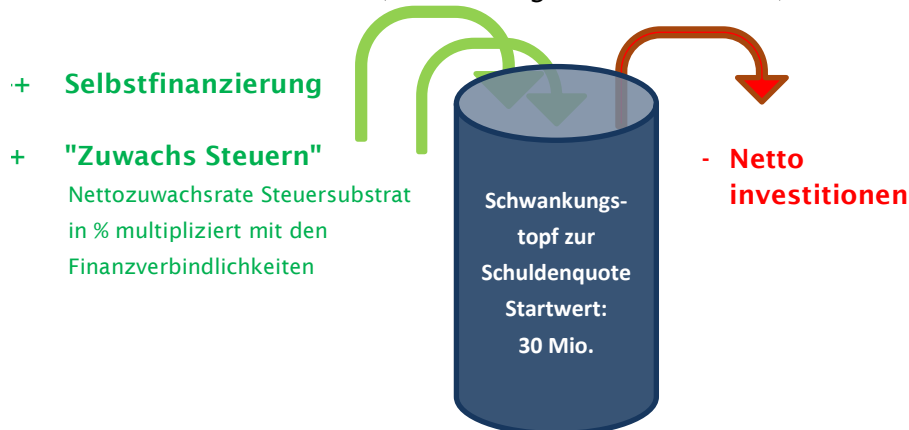 + Selbstfinanzierung
+ "Zuwachs Steuern"
Nettozuwachsrate Steuersubstrat
in % multipliziert mit den
Finanzverbindlichkeiten
Schwankungs-
topf zur
Schuldenquote
Startwert:
30 Mio.
- Netto
investitionen